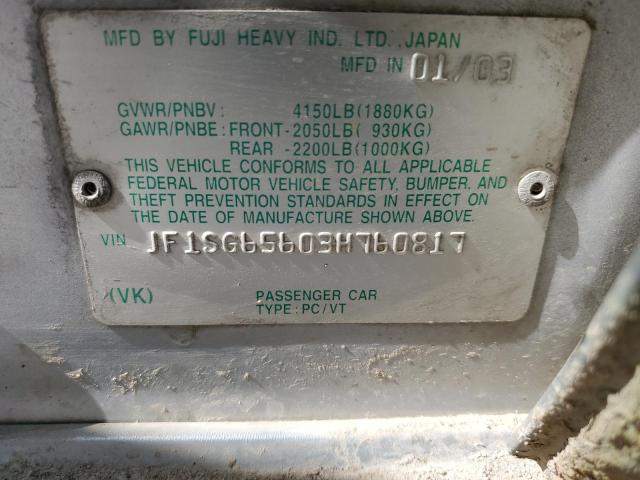 MFD BY FUJI HEAVY IND. LTD., JAPAN
MFD IN 01/03
GVWR/PNBV : 4150LB(1880KG)
GAWR/PNBE : FRONT-2050LB( 930KG)
REAR -2200LB(1000KG)
THIS VEHICLE CONFORMS TO ALL APPLICABLE
FEDERAL MOTOR VEHICLE SAFETY, BUMPER, AND
THEFT PREVENTION STANDARDS IN EFFECT ON
THE DATE OF MANUFACTURE SHOWN ABOVE.
VIN JF1SG65603H760817
(VK) PASSENGER CAR
TYPE : PC/VT